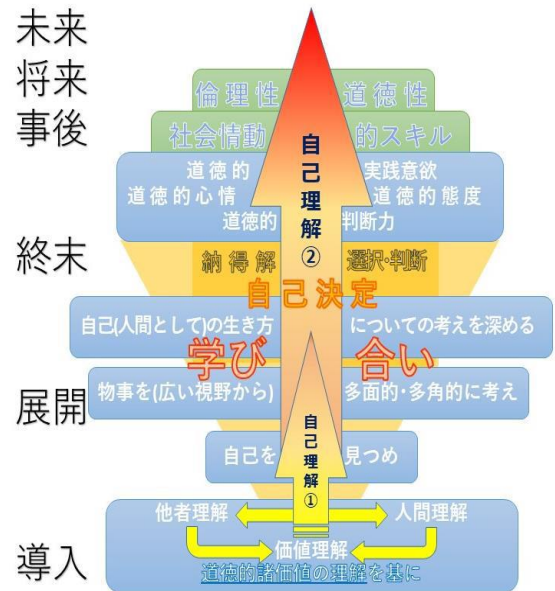 未来
将来
事後
倫理性 道徳性
社会情動 的スキル
道徳的 実践意欲
道徳的心情 道徳的態度
道徳的 判断力
自己理解②
終末
納得解 選択・判断
自己決定
自己(人間として)の生き方 についての考えを深める
学び 合い
展開
物事を(広い視野から) 多面的・多角的に考え
自己を 見つめ
自己理解①
他者理解 人間理解
価値理解
導入
道徳的諸価値の理解を基に